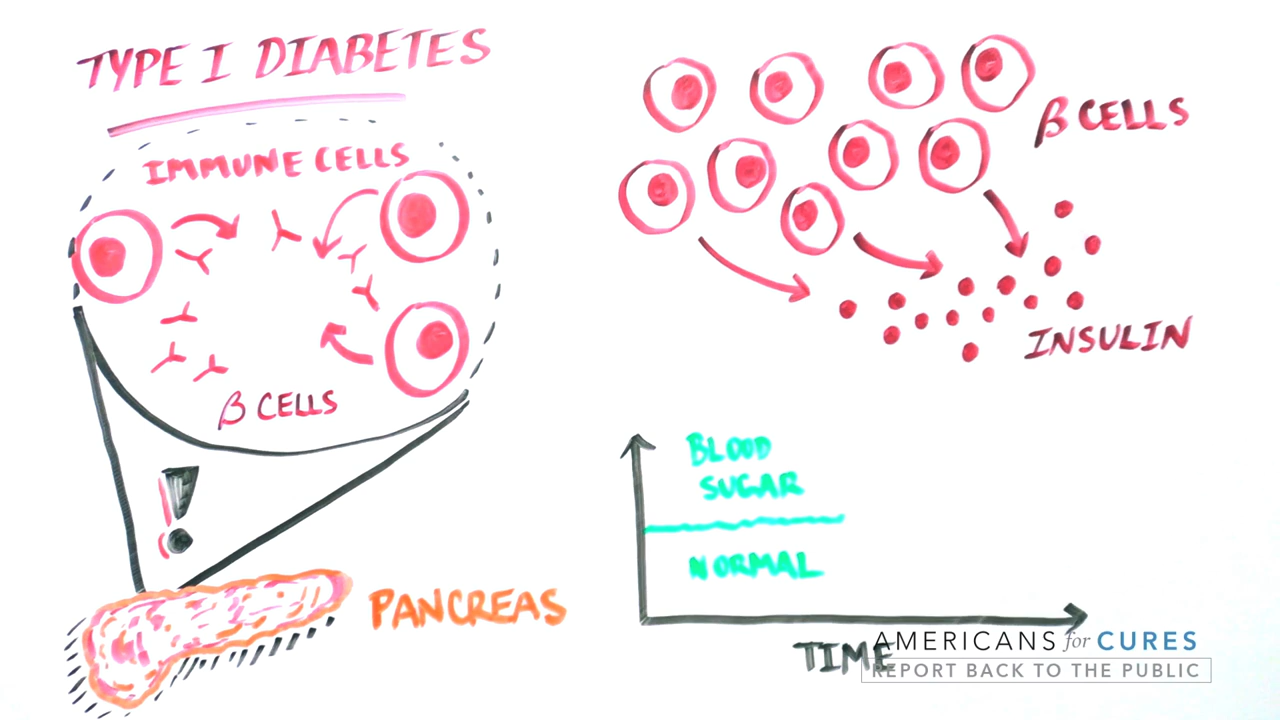 TYPE I DIABETES
IMMUNE CELLS
β CELLS
!
PANCREAS
β CELLS
INSULIN
BLOOD
SUGAR
NORMAL
TIME
AMERICANS for CURES
REPORT BACK TO THE PUBLIC